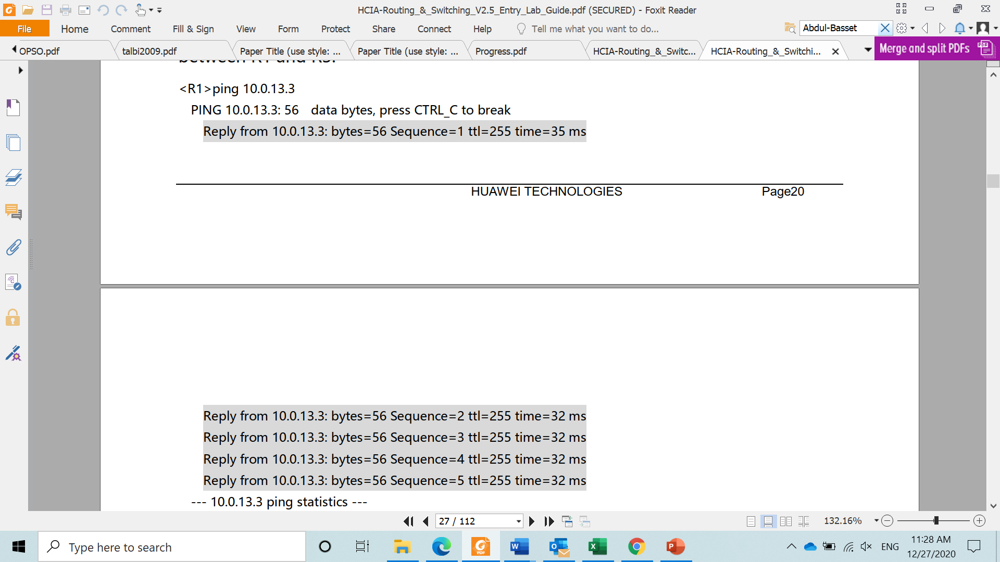 HCIA-Routing_&_Switching_V2.5_Entry_Lab_Guide.pdf (SECURED) - Foxit Reader
File Home Comment Fill & Sign View Form Protect Share Connect Help Tell me what you want to do... Abdul-Basset
OPSO.pdf talbi2009.pdf Paper Title (use style: ... Paper Title (use style: ... Progress.pdf HCIA-Routing_&_Switc... HCIA-Routing_&_Switchi... Merge and split PDFs
between R1 and R3.
<R1>ping 10.0.13.3
PING 10.0.13.3: 56 data bytes, press CTRL_C to break
Reply from 10.0.13.3: bytes=56 Sequence=1 ttl=255 time=35 ms
HUAWEI TECHNOLOGIES Page20
Reply from 10.0.13.3: bytes=56 Sequence=2 ttl=255 time=32 ms
Reply from 10.0.13.3: bytes=56 Sequence=3 ttl=255 time=32 ms
Reply from 10.0.13.3: bytes=56 Sequence=4 ttl=255 time=32 ms
Reply from 10.0.13.3: bytes=56 Sequence=5 ttl=255 time=32 ms
--- 10.0.13.3 ping statistics ---
27 / 112 132.16%
Type here to search ENG 11:28 AM
12/27/2020